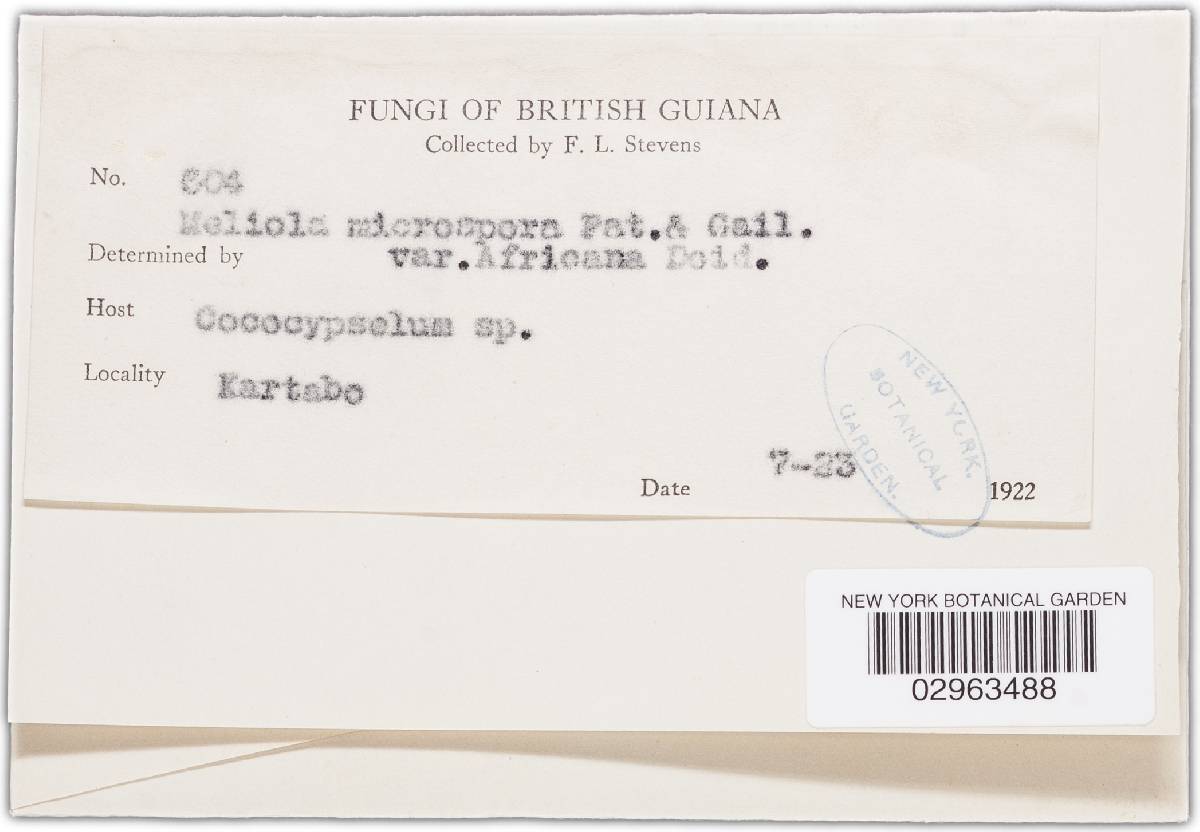 FUNGI OF BRITISH GUIANA
Collected by F. L. Stevens
No. 604
Meliola microspora Pat.& Gail.
Determined by var.Africana Doid.
Host Cococypselum sp.
Locality Kartabo
Date 7-23 1922
NEW YORK
BOTANICAL
GARDEN.
NEW YORK BOTANICAL GARDEN
02963488